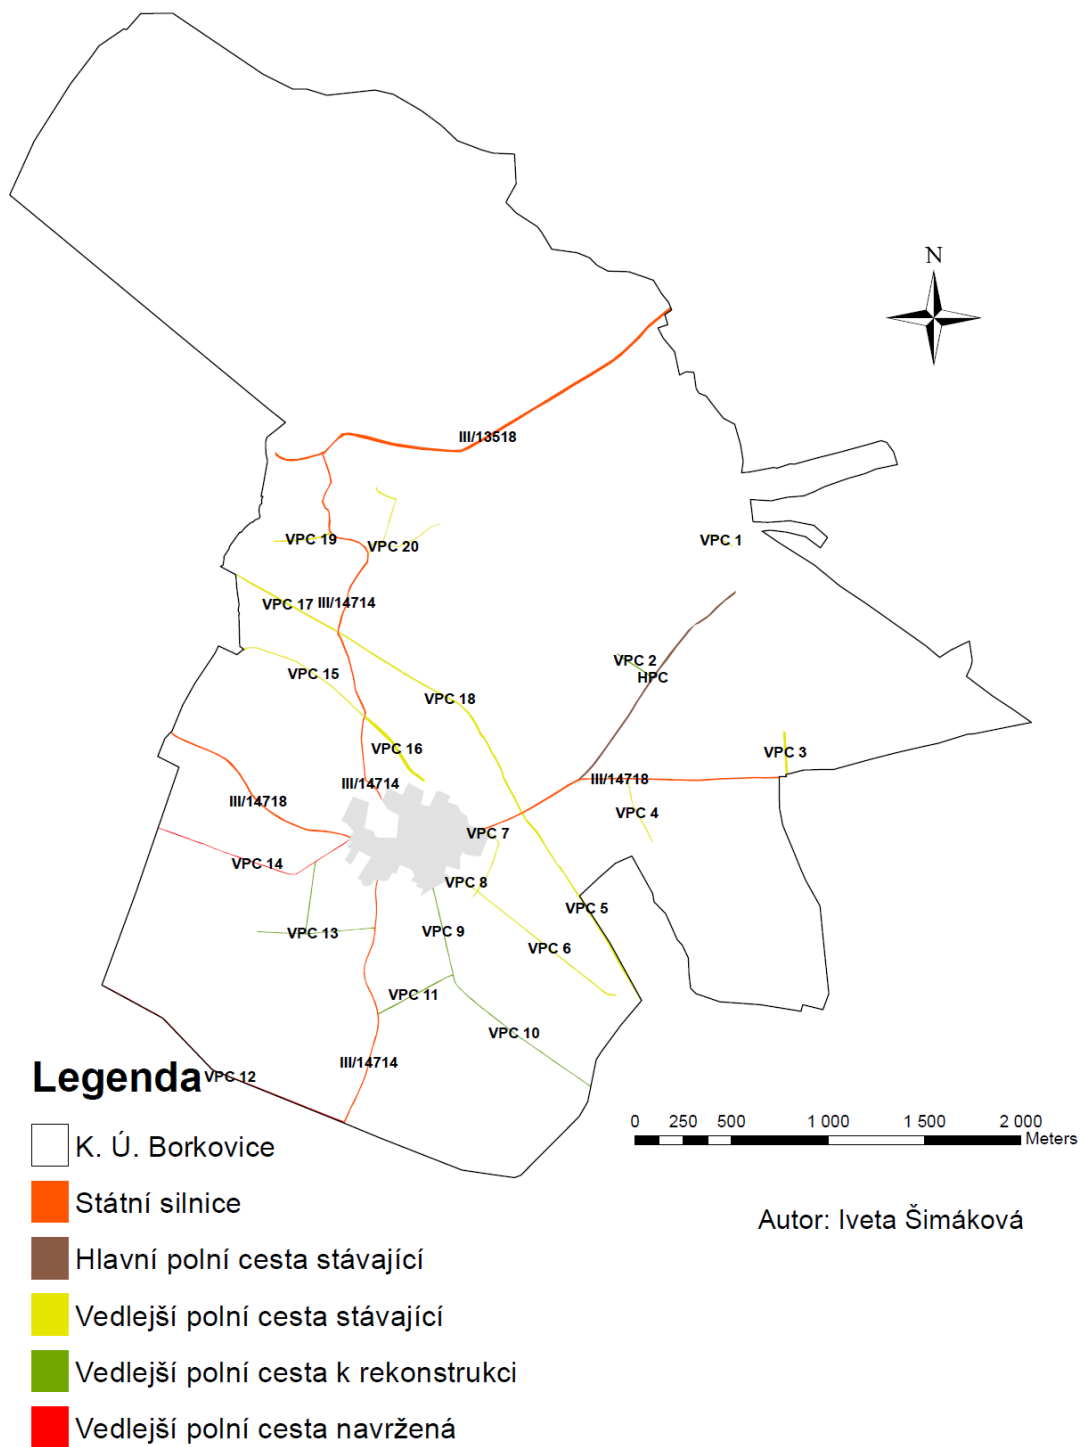 N
III/13518
VPC 1
VPC 19
VPC 20
VPC 17
III/14714
VPC 2
HPC
VPC 15
VPC 18
VPC 16
VPC 3
III/14714
III/14718
III/14718
VPC 4
VPC 7
VPC 14
VPC 8
VPC 5
VPC 13
VPC 9
VPC 6
VPC 11
VPC 10
III/14714
VPC 12
Legenda
K. Ú. Borkovice
Státní silnice
Hlavní polní cesta stávající
Vedlejší polní cesta stávající
Vedlejší polní cesta k rekonstrukci
Vedlejší polní cesta navržená
0 250 500 1 000 1 500 2 000
Meters
Autor: Iveta Šimáková